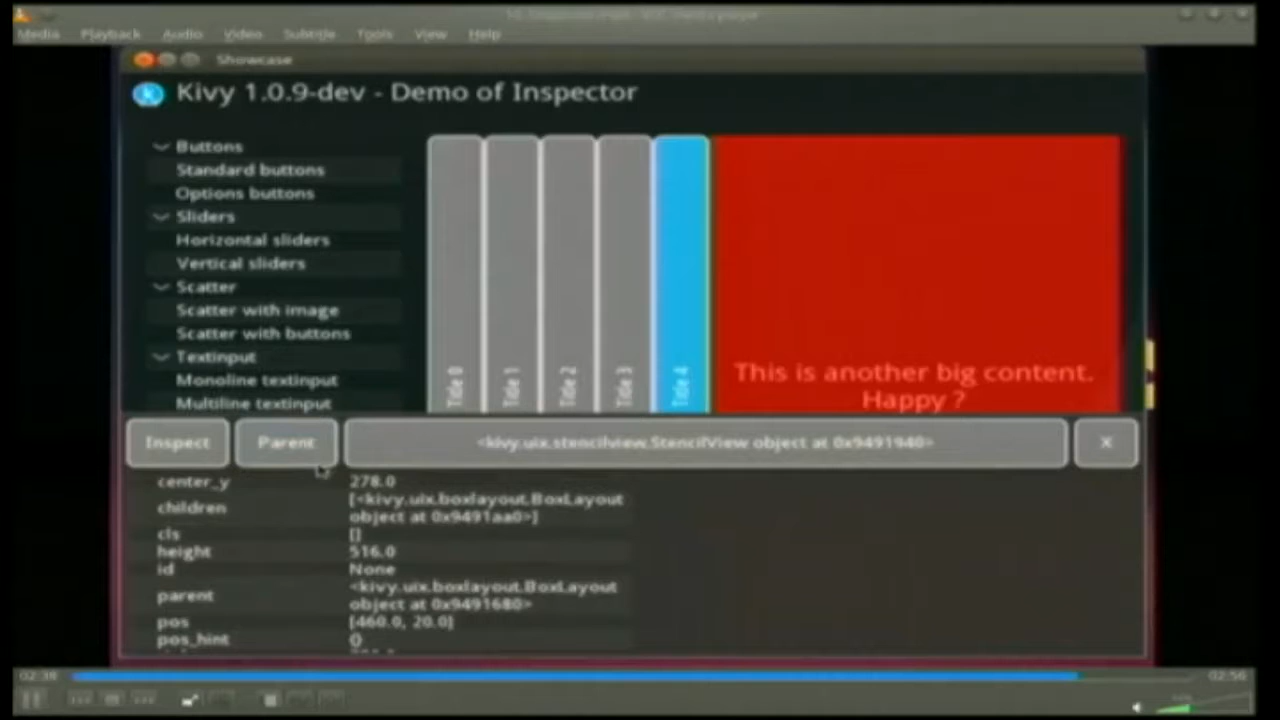 Media Playback Audio Video Subtitle Tools View Help
Showcase
Kivy 1.0.9-dev - Demo of Inspector
Buttons
Standard buttons
Options buttons
Sliders
Horizontal sliders
Vertical sliders
Scatter
Scatter with image
Scatter with buttons
Textinput
Monoline textinput
Multiline textinput
Title 0
Title 1
Title 2
Title 3
Title 4
This is another big content.
Happy ?
Inspect Parent <kivy.uix.stencilview.StencilView object at 0x9491940> X
center_y 278.0
children [<kivy.uix.boxlayout.BoxLayout
object at 0x9491aa0>]
cls []
height 516.0
id None
parent <kivy.uix.boxlayout.BoxLayout
object at 0x9491680>
pos [460.0, 20.0]
pos_hint {}
02:38 02:56